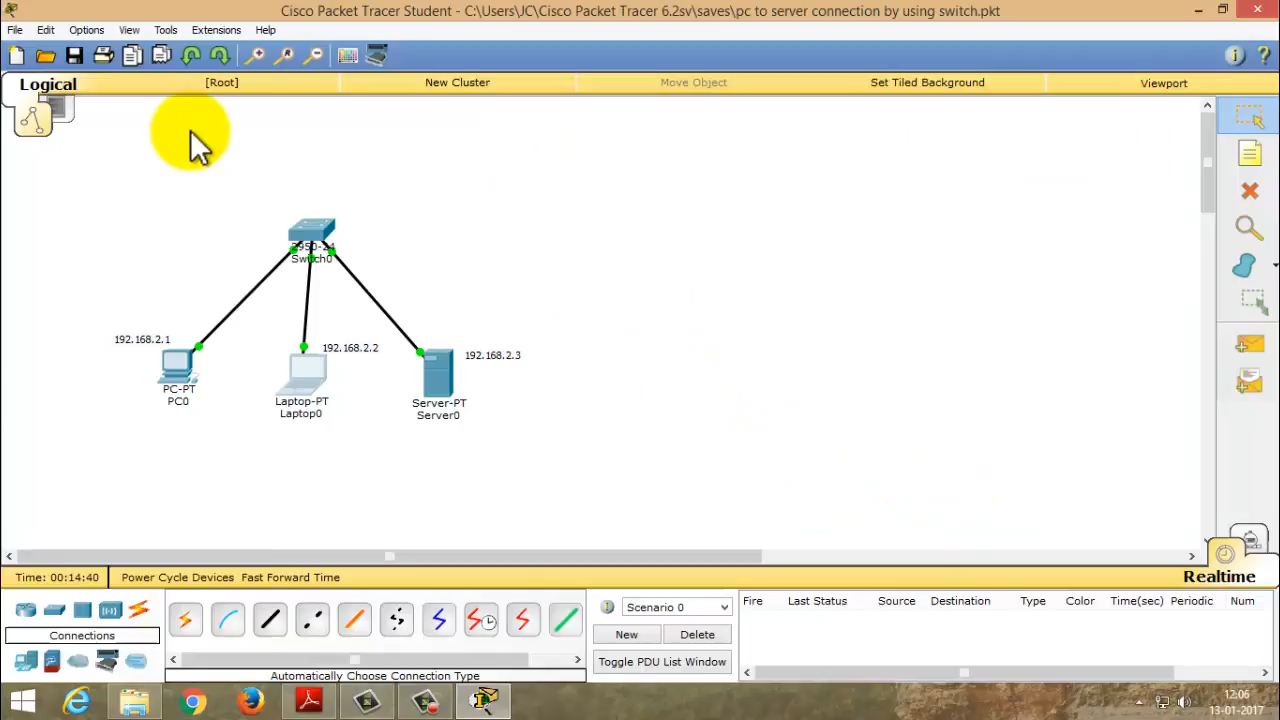 Cisco Packet Tracer Student - C:\Users\JC\Cisco Packet Tracer 6.2sv\saves\pc to server connection by using switch.pkt
File Edit Options View Tools Extensions Help
Logical [Root] New Cluster Move Object Set Tiled Background Viewport
2950-24
Switch0
192.168.2.1
192.168.2.2
192.168.2.3
PC-PT
PC0
Laptop-PT
Laptop0
Server-PT
Server0
Time: 00:14:40 Power Cycle Devices Fast Forward Time
Realtime
Scenario 0
Fire Last Status Source Destination Type Color Time(sec) Periodic Num
Connections
New Delete
Toggle PDU List Window
Automatically Choose Connection Type
12:06
13-01-2017